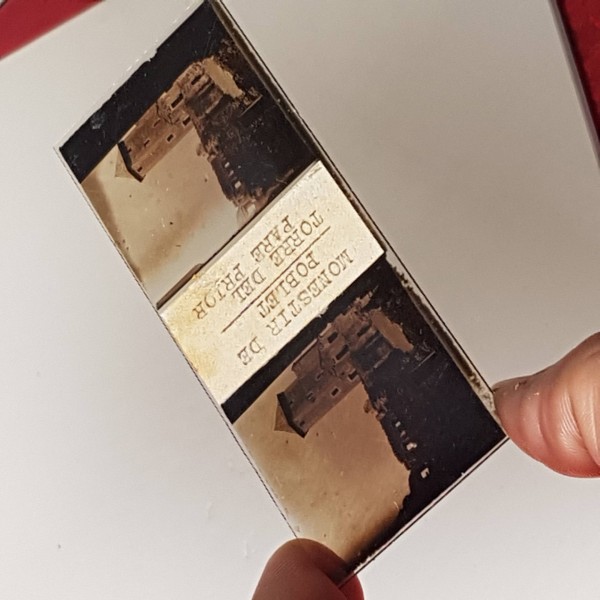 MONESTIR DE
POBLET
TORRE DEL
PARE PRIOR